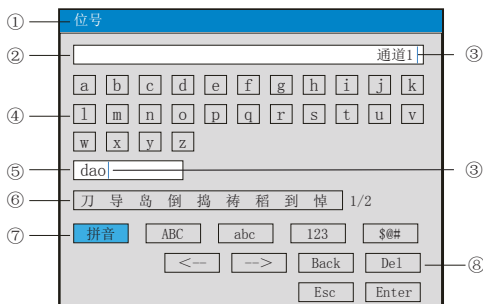 ① 位号
② 通道1 ③
a b c d e f g h i j k
④ l m n o p q r s t u v
w x y z
⑤ dao ③
⑥ 刀 导 岛 倒 捣 祷 稻 到 悼 1/2
⑦ 拼音 ABC abc 123 $@#
<-- --> Back Del ⑧
Esc Enter